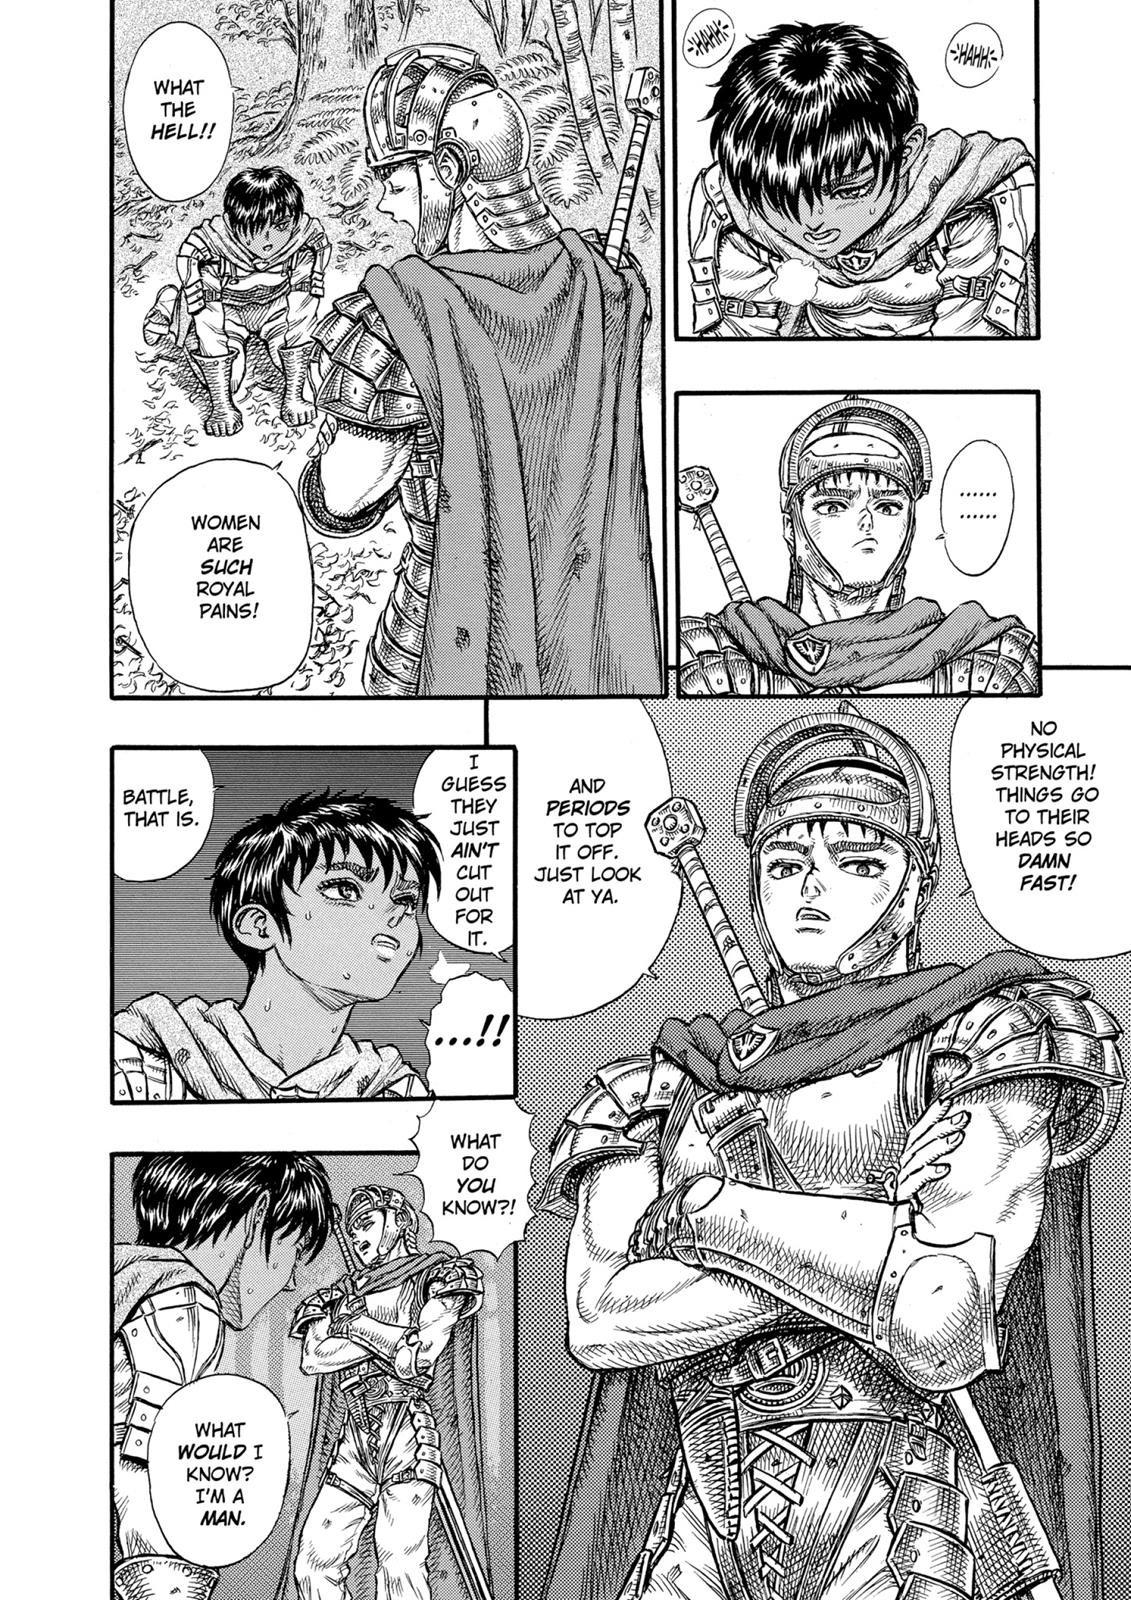 WHAT
THE
HELL!!
WOMEN
ARE
SUCH
ROYAL
PAINS!
-HAHH-
-HAHH-
......
......
NO
PHYSICAL
STRENGTH!
THINGS GO
TO THEIR
HEADS SO
DAMN
FAST!
AND
PERIODS
TO TOP
IT OFF.
JUST LOOK
AT YA.
I
GUESS
THEY
JUST
AIN'T
CUT
OUT
FOR
IT.
BATTLE,
THAT IS.
...!!
WHAT
DO
YOU
KNOW?!
WHAT
WOULD I
KNOW?
I'M A
MAN.